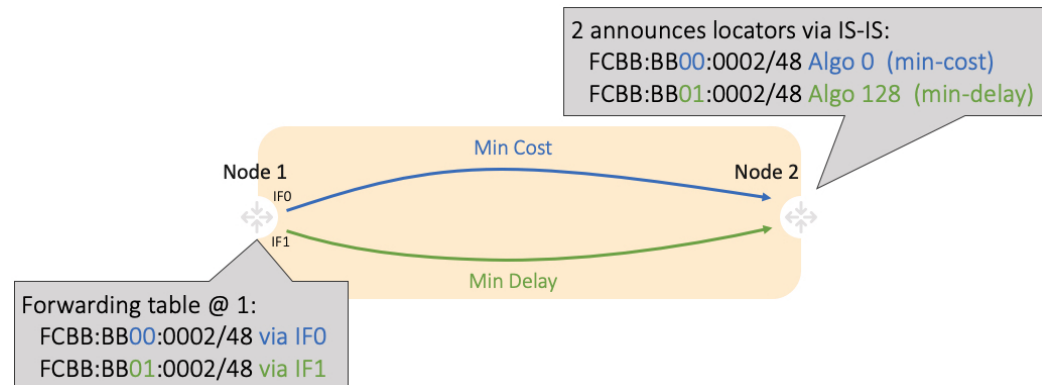 2 announces locators via IS-IS:
FCBB:BB00:0002/48 Algo 0 (min-cost)
FCBB:BB01:0002/48 Algo 128 (min-delay)
Min Cost
Node 1
Node 2
IF0
IF1
Min Delay
Forwarding table @ 1:
FCBB:BB00:0002/48 via IF0
FCBB:BB01:0002/48 via IF1